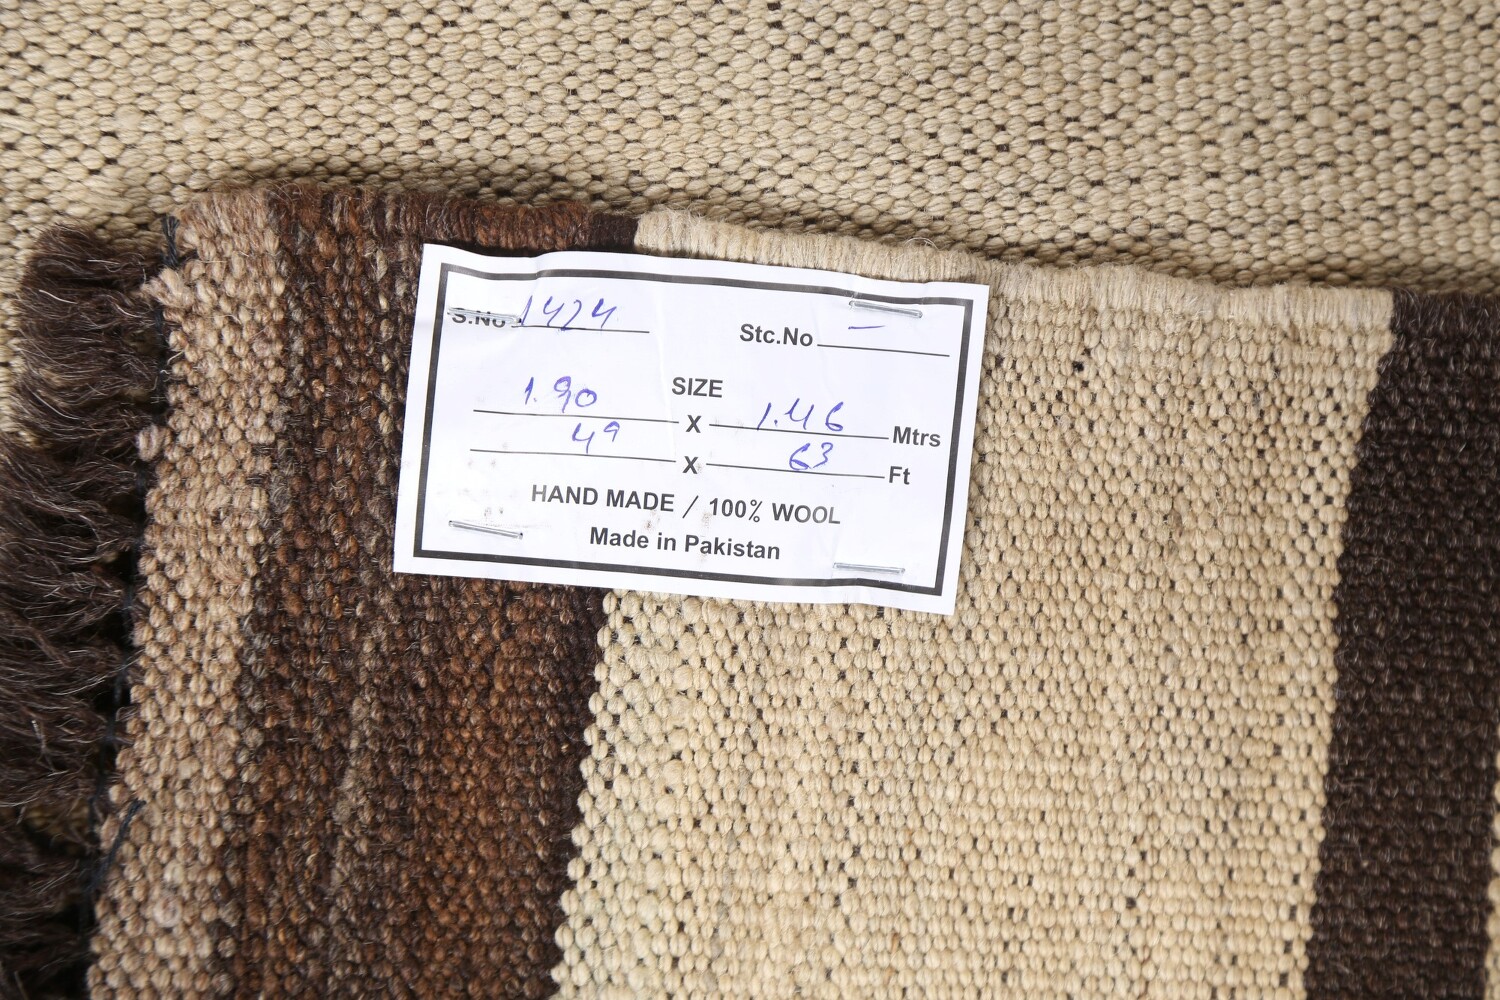 S.No 1424
Stc.No –
SIZE
1.90 X 1.46 Mtrs
4⁹ X 6³ Ft
HAND MADE / 100% WOOL
Made in Pakistan